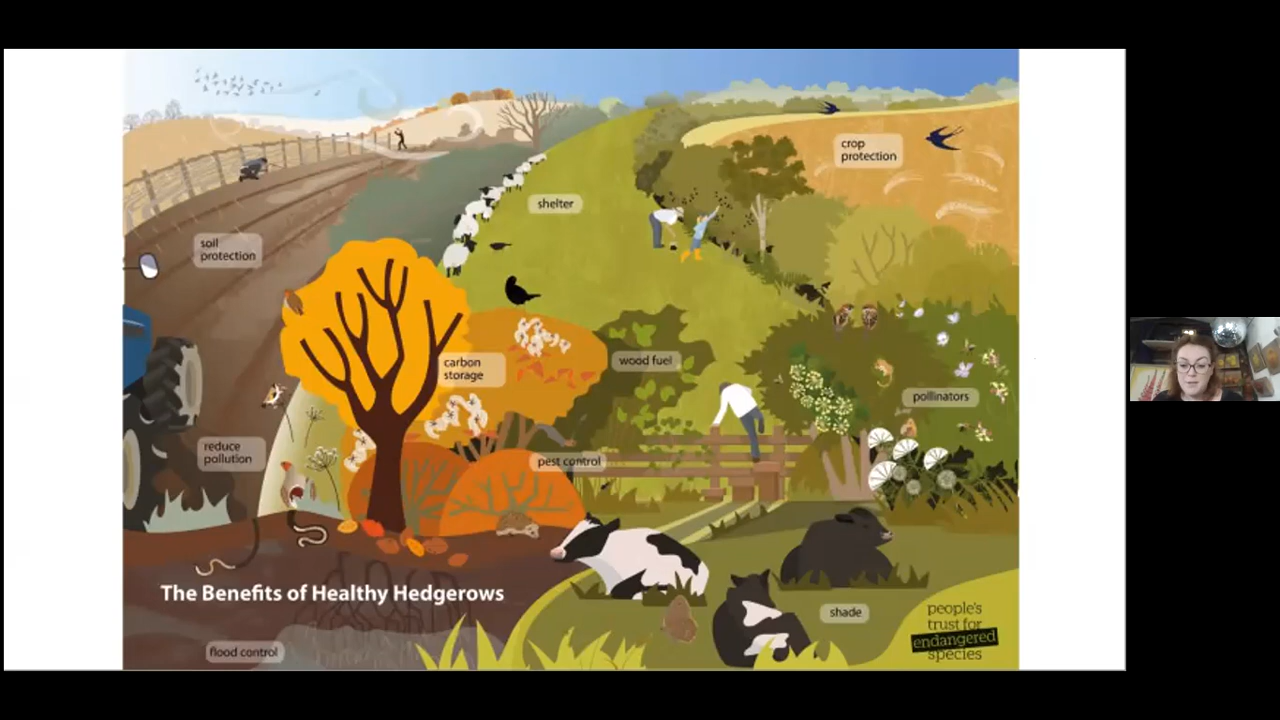 crop
protection
shelter
soil
protection
carbon
storage
wood fuel
pollinators
reduce
pollution
pest control
The Benefits of Healthy Hedgerows
people's
trust for
endangered
species
shade
flood control